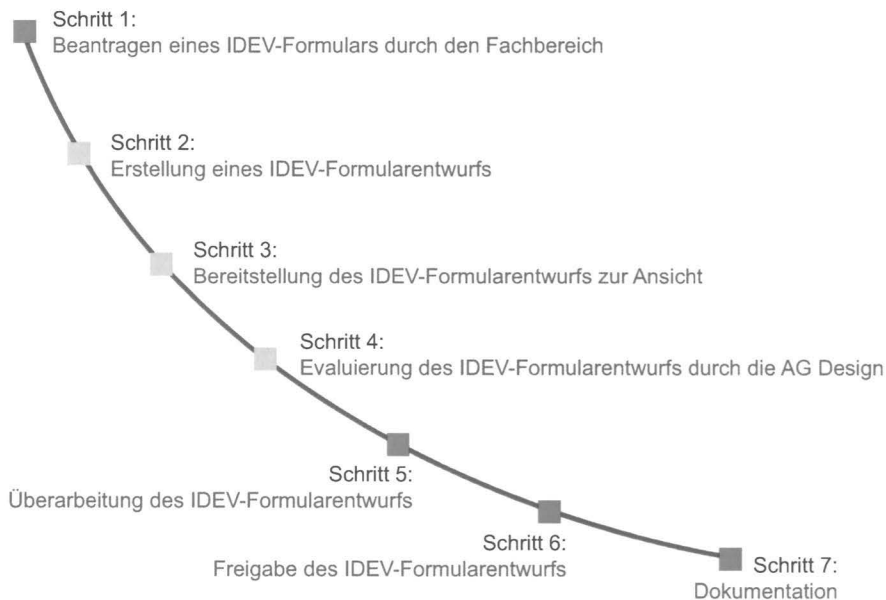 Schritt 1:
Beantragen eines IDEV-Formulars durch den Fachbereich
Schritt 2:
Erstellung eines IDEV-Formularentwurfs
Schritt 3:
Bereitstellung des IDEV-Formularentwurfs zur Ansicht
Schritt 4:
Evaluierung des IDEV-Formularentwurfs durch die AG Design
Schritt 5:
Überarbeitung des IDEV-Formularentwurfs
Schritt 6:
Freigabe des IDEV-Formularentwurfs
Schritt 7:
Dokumentation